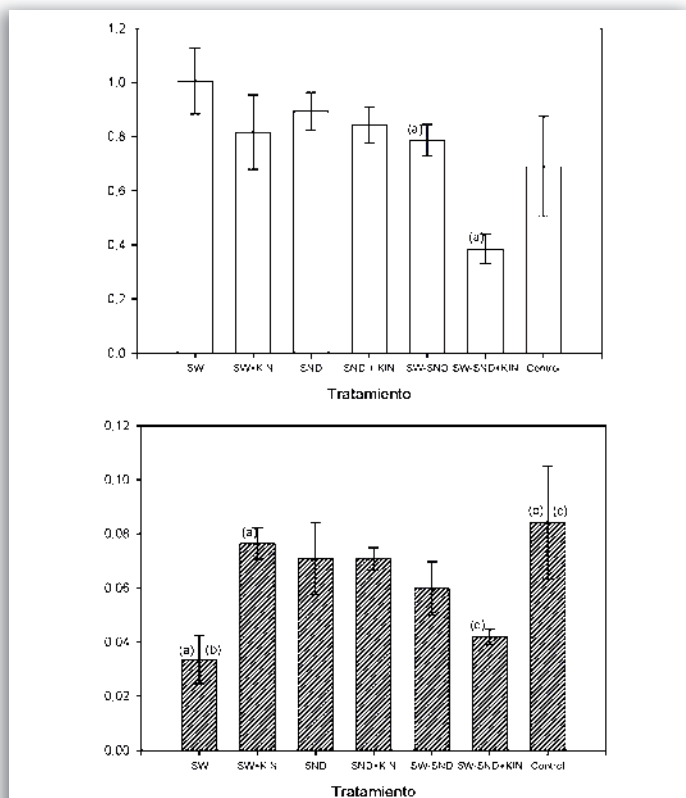 1.2
1.0
0.8
0.6
0.4
0.2
0.0
(a)
(a)
SW SW+KIN SND SND + KIN SW-SND SW-SND+KIN Control
Tratamiento
0,12
0,10
0,08
0,06
0,04
0,02
0,00
(a) (b)
(a)
(c)
(c)
SW SW+KIN SND SND+KIN SW-SND SW-SND+KIN Control
Tratamiento